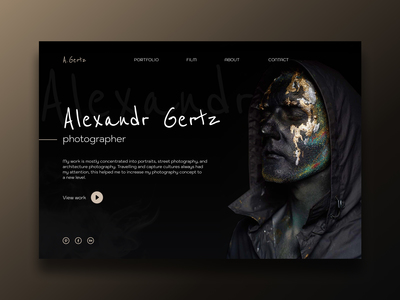 A. Gertz
PORTFOLIO FILM ABOUT CONTACT
Alexandr
Alexandr Gertz
photographer
My work is mostly concentrated into portraits, street photography and
architecture photography. Travelling and capture cultures always had
my attention, this helped me to increase my photography concept to
a new level.
View work